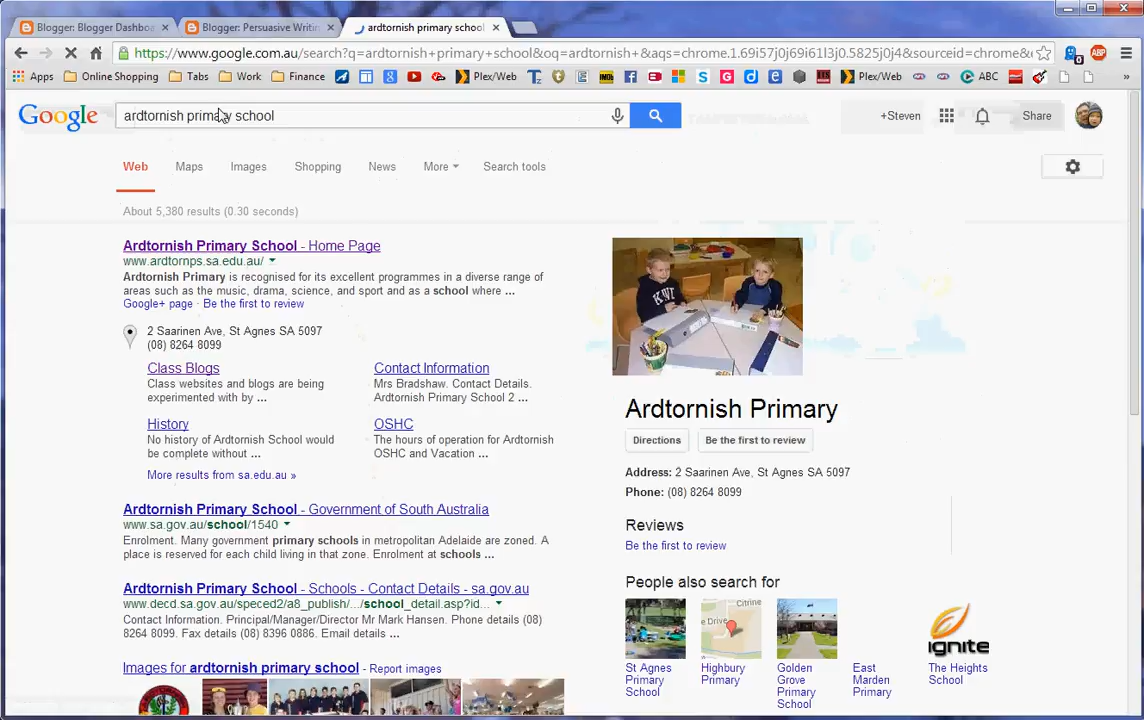 Blogger: Blogger Dashboa
Blogger: Persuasive Writin
ardtornish primary school
https://www.google.com.au/search?q=ardtornish+primary+school&oq=ardtornish+&aqs=chrome.1.69i57j0j69i61l3j0.5825j0j4&sourceid=chrome&e
Apps Online Shopping Tabs Work Finance Plex/Web IMDb Plex/Web ABC »
Google ardtornish primary school +Steven Share
Web Maps Images Shopping News More Search tools
About 5,380 results (0.30 seconds)
Ardtornish Primary School - Home Page
www.ardtornps.sa.edu.au/
Ardtornish Primary is recognised for its excellent programmes in a diverse range of
areas such as the music, drama, science, and sport and as a school where ...
Google+ page · Be the first to review
2 Saarinen Ave, St Agnes SA 5097
(08) 8264 8099
Class Blogs
Class websites and blogs are being
experimented with by ...
Contact Information
Mrs Bradshaw. Contact Details.
Ardtornish Primary School 2 ...
History
No history of Ardtornish School would
be complete without ...
OSHC
The hours of operation for Ardtornish
OSHC and Vacation ...
More results from sa.edu.au »
Ardtornish Primary School - Government of South Australia
www.sa.gov.au/school/1540
Enrolment. Many government primary schools in metropolitan Adelaide are zoned. A
place is reserved for each child living in that zone. Enrolment at schools ...
Ardtornish Primary School - Schools - Contact Details - sa.gov.au
www.decd.sa.gov.au/speced2/a8_publish/.../school_detail.asp?id...
Contact Information. Principal/Manager/Director Mr Mark Hansen. Phone details (08)
8264 8099. Fax details (08) 8396 0886. Email details ...
Images for ardtornish primary school - Report images
Ardtornish Primary
Directions
Be the first to review
Address: 2 Saarinen Ave, St Agnes SA 5097
Phone: (08) 8264 8099
Reviews
Be the first to review
People also search for
St Agnes
Primary
School
Highbury
Primary
Golden
Grove
Primary
School
East
Marden
Primary
The Heights
School
e Drive
Citrine
ignite